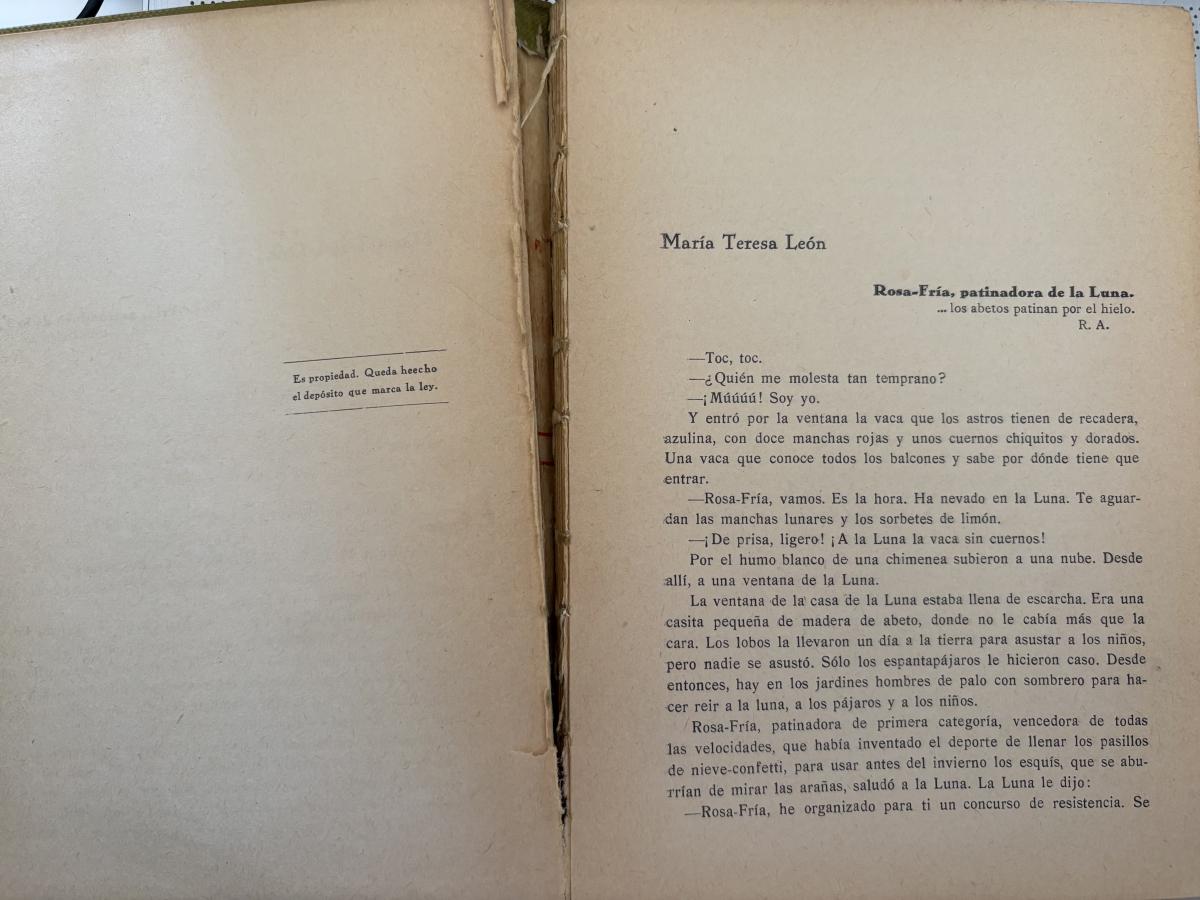 Es propiedad. Queda heecho
el depósito que marca la ley.
María Teresa León
Rosa-Fría, patinadora de la Luna.
... los abetos patinan por el hielo.
R. A.
—Toc, toc.
—¿Quién me molesta tan temprano?
—¡Múúúú! Soy yo.
Y entró por la ventana la vaca que los astros tienen de recadera,
azulina, con doce manchas rojas y unos cuernos chiquitos y dorados.
Una vaca que conoce todos los balcones y sabe por dónde tiene que
entrar.
—Rosa-Fría, vamos. Es la hora. Ha nevado en la Luna. Te aguar-
dan las manchas lunares y los sorbetes de limón.
—¡De prisa, ligero! ¡A la Luna la vaca sin cuernos!
Por el humo blanco de una chimenea subieron a una nube. Desde
allí, a una ventana de la Luna.
La ventana de la casa de la Luna estaba llena de escarcha. Era una
casita pequeña de madera de abeto, donde no le cabía más que la
cara. Los lobos la llevaron un día a la tierra para asustar a los niños,
pero nadie se asustó. Sólo los espantapájaros le hicieron caso. Desde
entonces, hay en los jardines hombres de palo con sombrero para ha-
cer reir a la luna, a los pájaros y a los niños.
Rosa-Fría, patinadora de primera categoría, vencedora de todas
las velocidades, que había inventado el deporte de llenar los pasillos
de nieve-confetti, para usar antes del invierno los esquís, que se abu-
rrían de mirar las arañas, saludó a la Luna. La Luna le dijo:
—Rosa-Fría, he organizado para ti un concurso de resistencia. Se